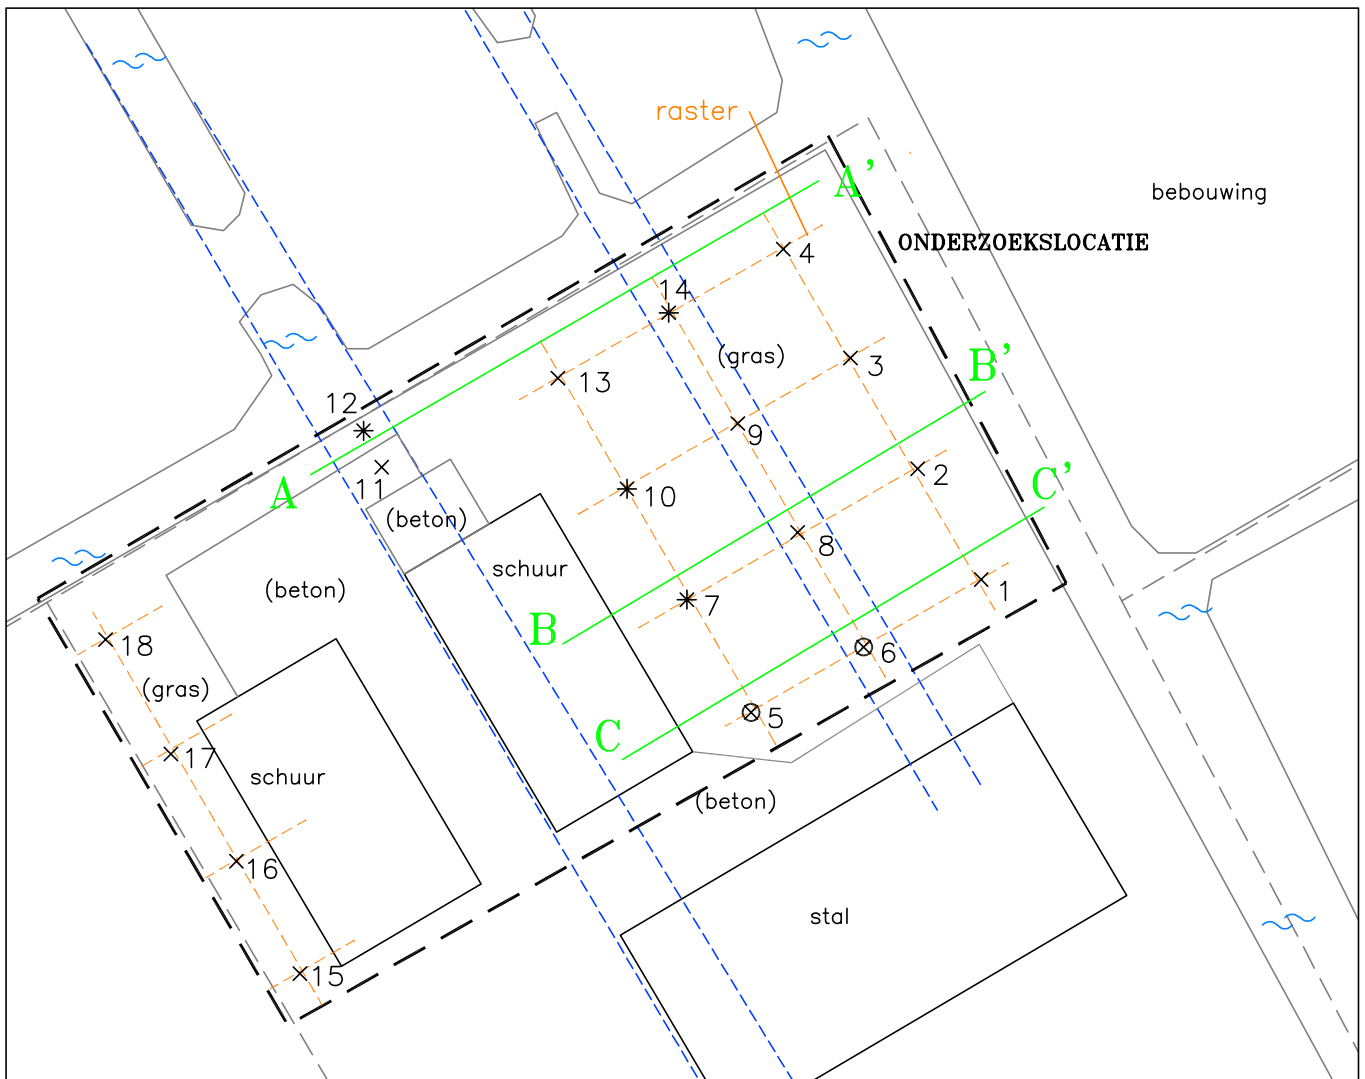 raster
A'
bebouwing
ONDERZOEKSLOCATIE
4
14
(gras)
3
B'
13
12
9
2
C'
A
11
10
(beton)
8
schuur
(beton)
1
7
B
18
6
(gras)
5
C
17
schuur
(beton)
16
stal
15